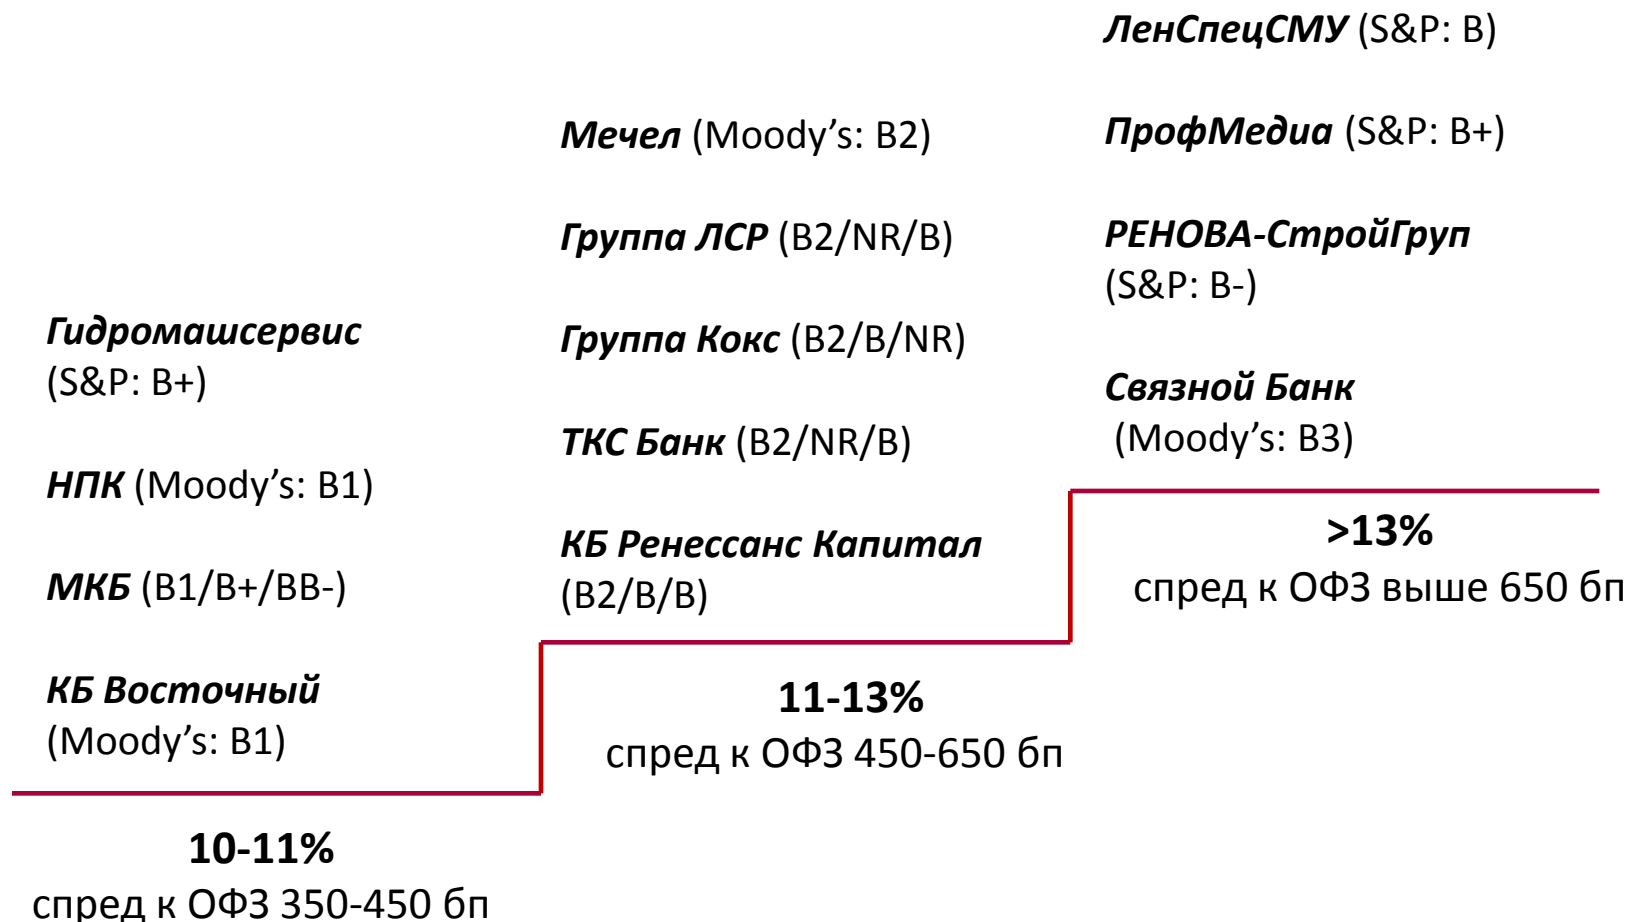 Гидромашсервис
(S&P: B+)
НПК (Moody’s: B1)
МКБ (B1/B+/BB-)
КБ Восточный
(Moody’s: B1)
10-11%
спред к ОФЗ 350-450 бп
Мечел (Moody’s: B2)
Группа ЛСР (B2/NR/B)
Группа Кокс (B2/B/NR)
ТКС Банк (B2/NR/B)
КБ Ренессанс Капитал
(B2/B/B)
11-13%
спред к ОФЗ 450-650 бп
ЛенСпецСМУ (S&P: B)
ПрофМедиа (S&P: B+)
РЕНОВА-СтройГруп
(S&P: B-)
Связной Банк
(Moody’s: B3)
>13%
спред к ОФЗ выше 650 бп